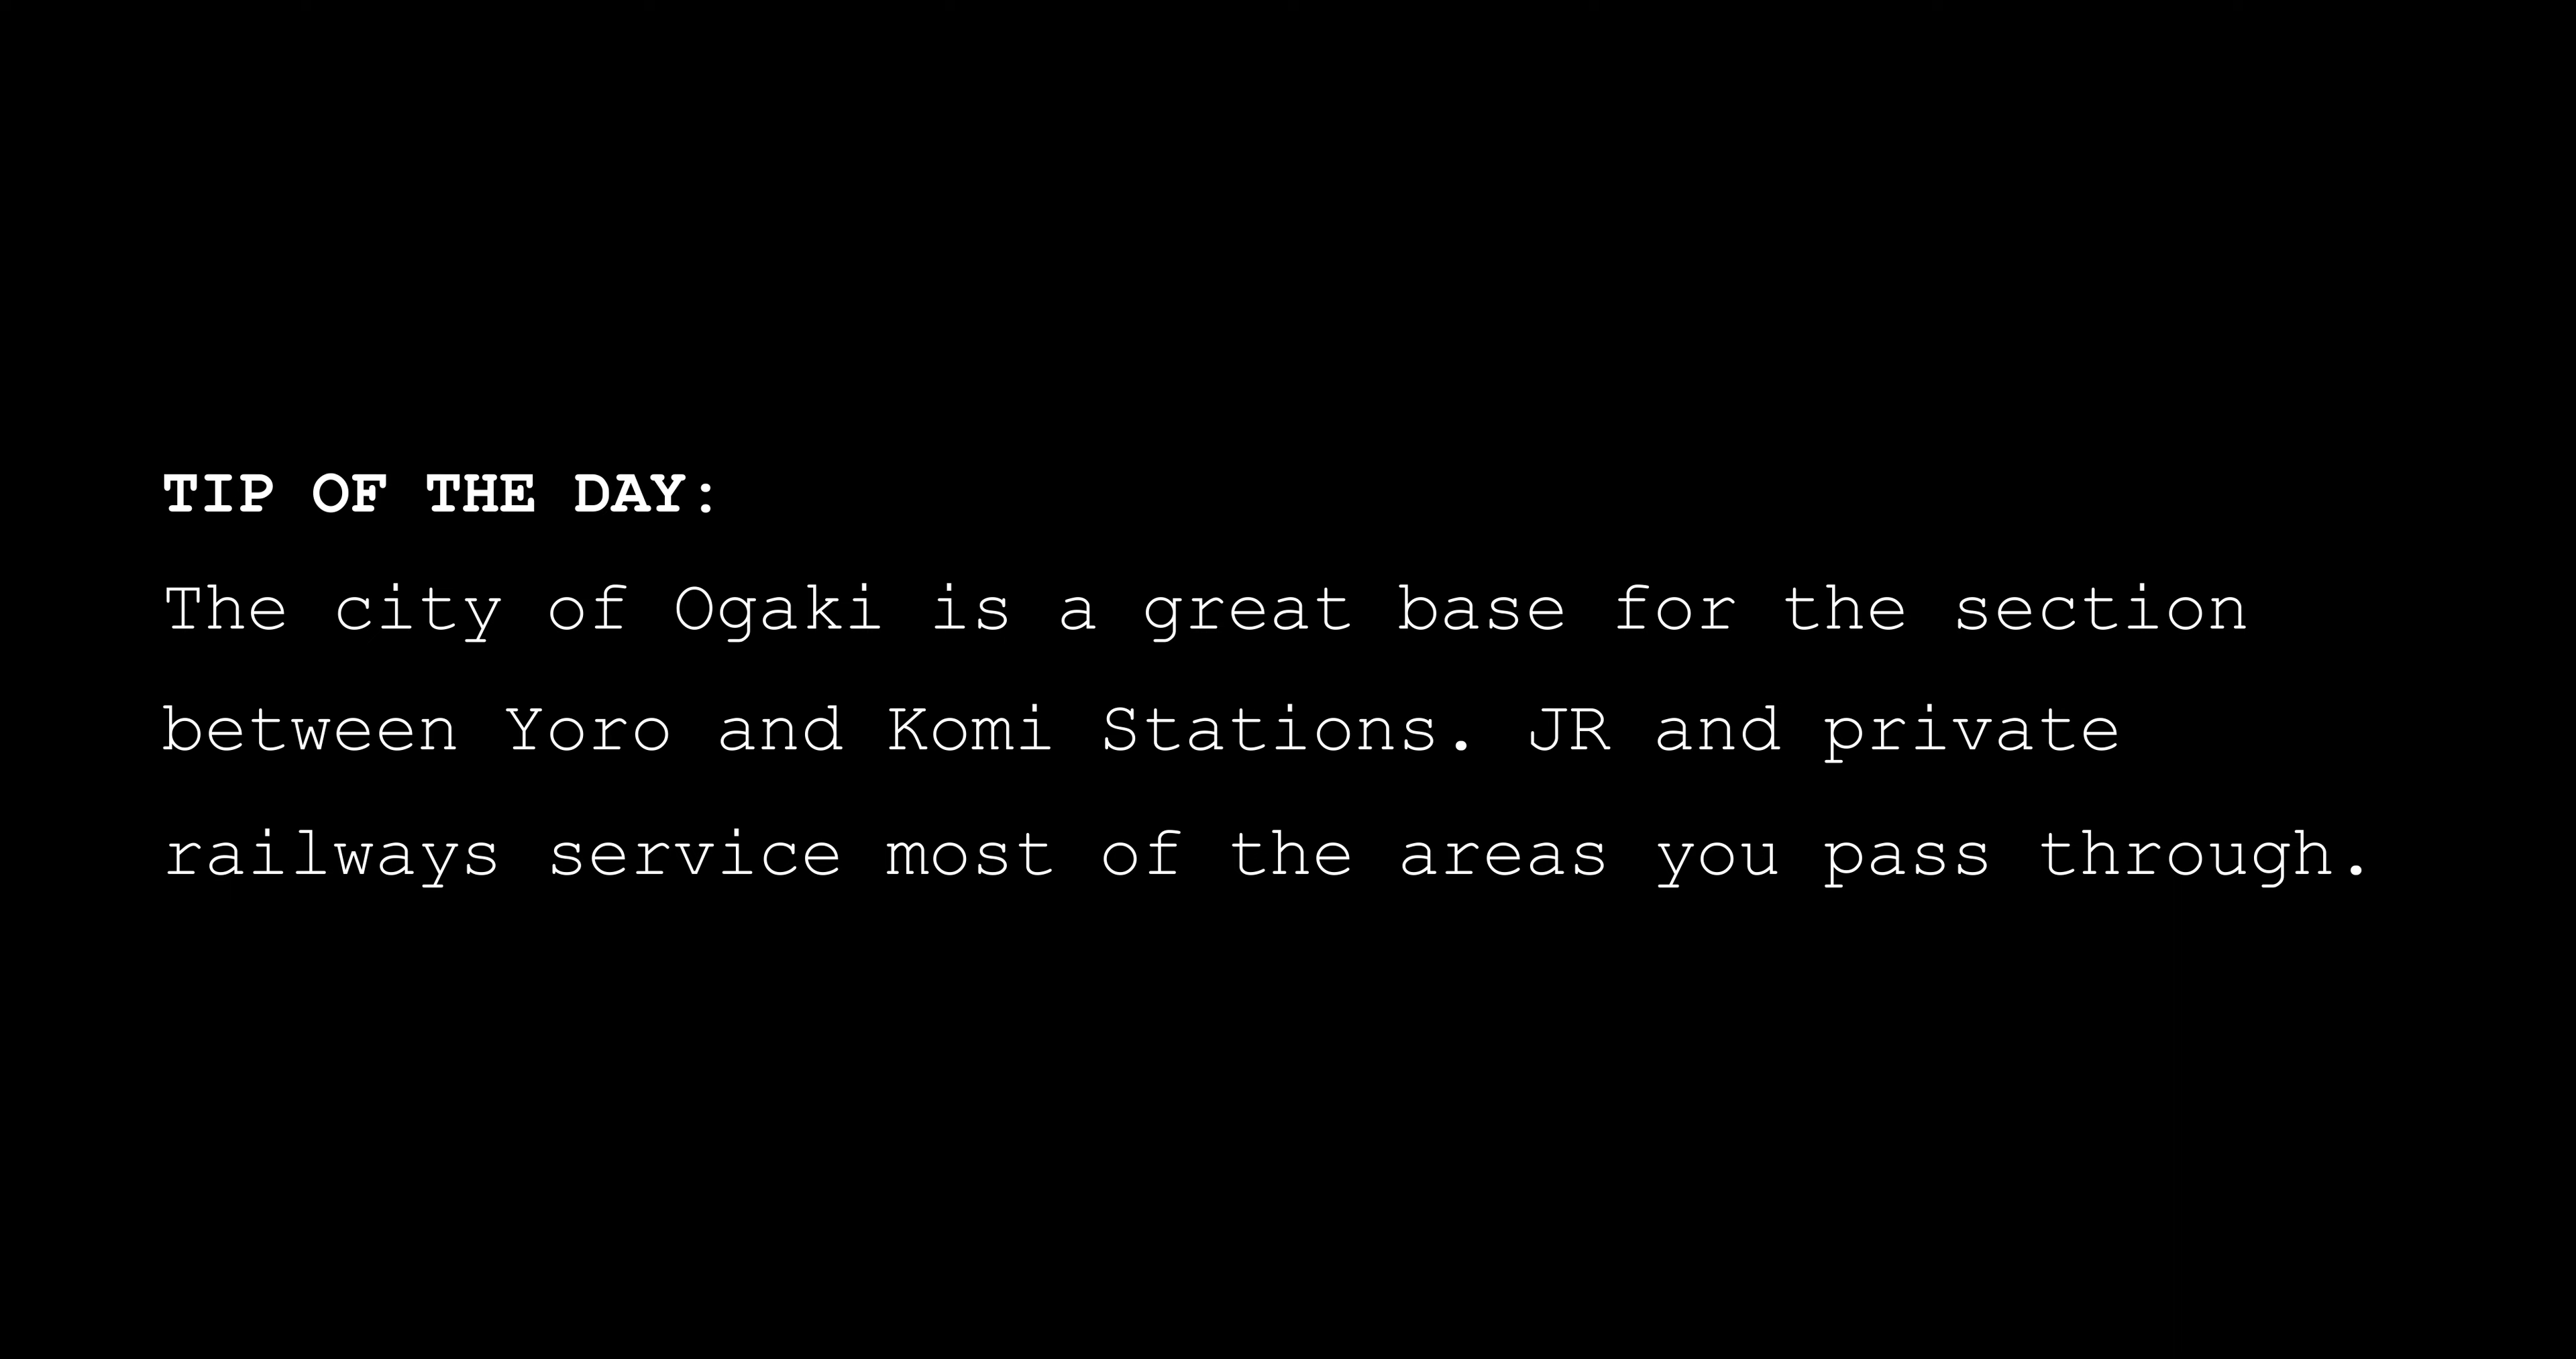 TIP OF THE DAY:
The city of Ogaki is a great base for the section
between Yoro and Komi Stations. JR and private
railways service most of the areas you pass through.